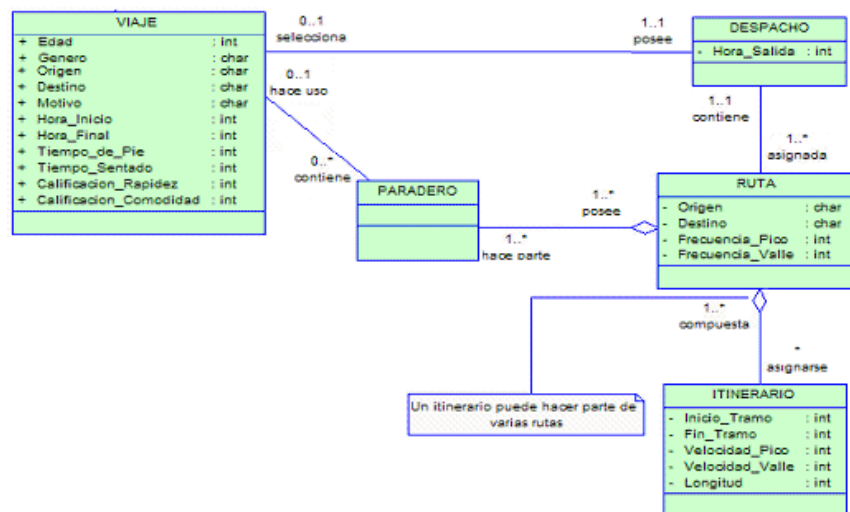 VIAJE
+ Edad : int
+ Genero : char
+ Origen : char
+ Destino : char
+ Motivo : char
+ Hora_Inicio : int
+ Hora_Final : int
+ Tiempo_de_Pie : int
+ Tiempo_Sentado : int
+ Calificacion_Rapidez : int
+ Calificacion_Comodidad : int
0..1
selecciona
1..1
posee
DESPACHO
- Hora_Salida : int
0..1
hace uso
0..*
contiene
1..1
contiene
1..*
asignada
PARADERO
1..*
posee
1..*
hace parte
RUTA
- Origen : char
- Destino : char
- Frecuencia_Pico : int
- Frecuencia_Valle : int
1..*
compuesta
*
asignarse
Un itinerario puede hacer parte de
varias rutas
ITINERARIO
- Inicio_Tramo : int
- Fin_Tramo : int
- Velocidad_Pico : int
- Velocidad_Valle : int
- Longitud : int